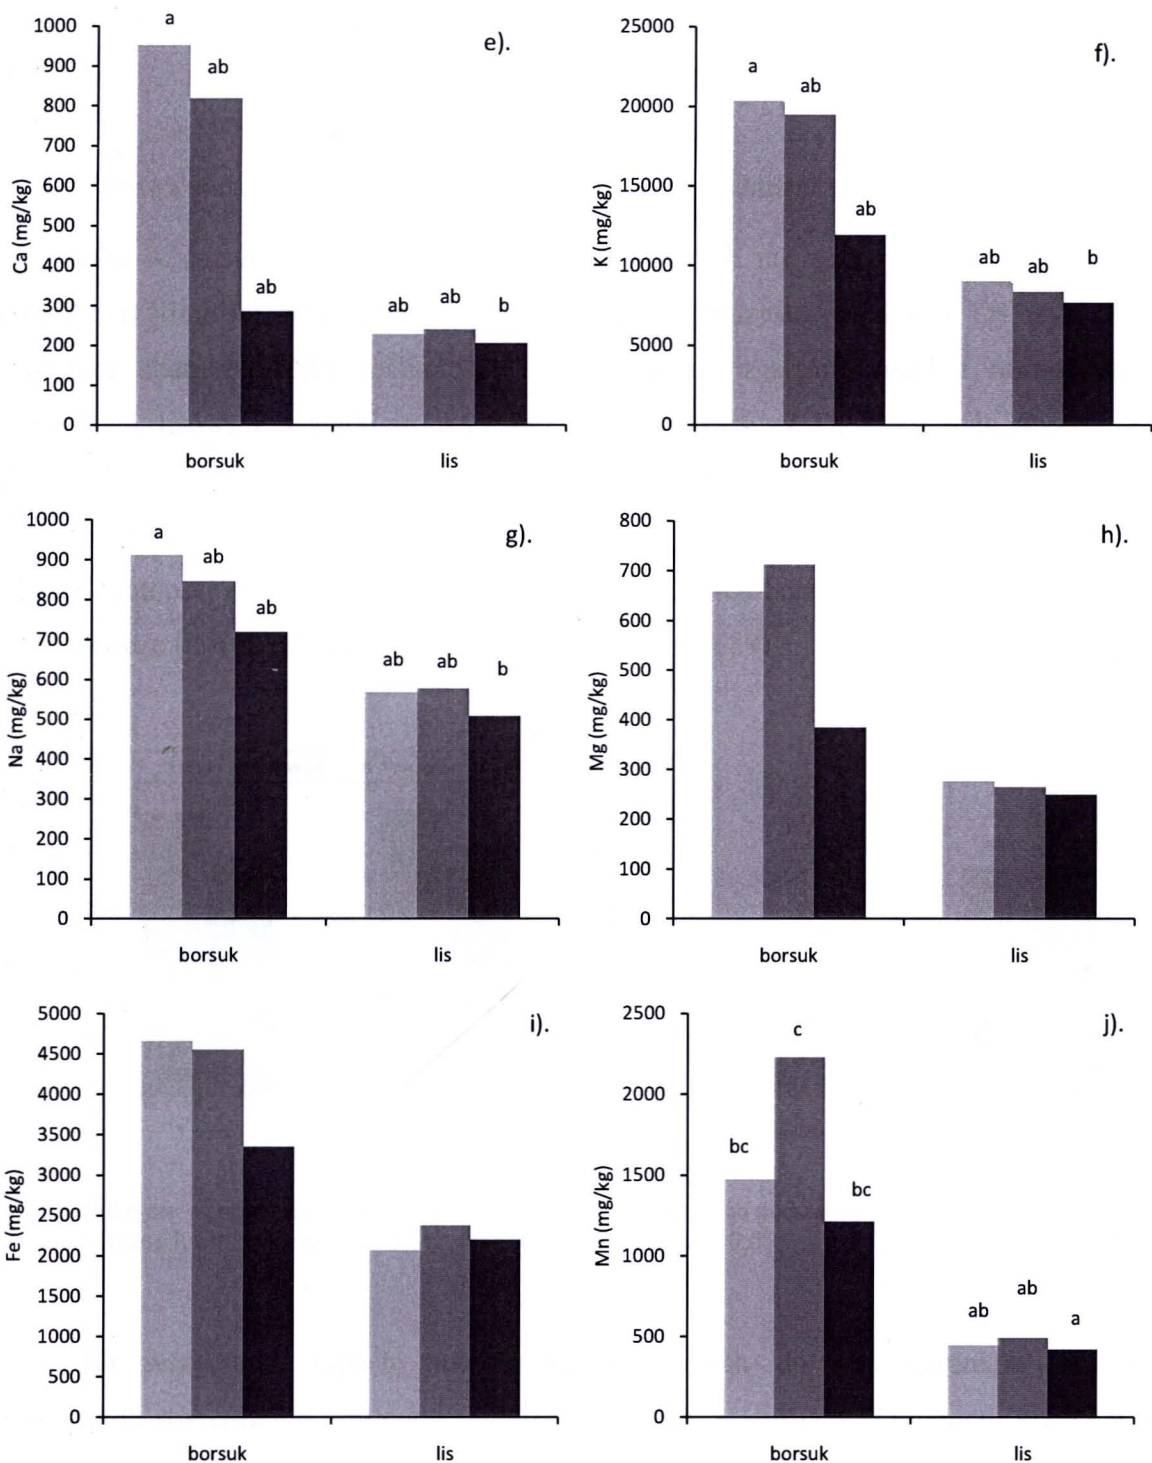 e).
Ca (mg/kg)
1000
900
800
700
600
500
400
300
200
100
0
a
ab
ab
ab
ab
b
borsuk
lis
f).
K (mg/kg)
25000
20000
15000
10000
5000
0
a
ab
ab
ab
ab
b
borsuk
lis
g).
Na (mg/kg)
1000
900
800
700
600
500
400
300
200
100
0
a
ab
ab
ab
ab
b
borsuk
lis
h).
Mg (mg/kg)
800
700
600
500
400
300
200
100
0
borsuk
lis
i).
Fe (mg/kg)
5000
4500
4000
3500
3000
2500
2000
1500
1000
500
0
borsuk
lis
j).
Mn (mg/kg)
2500
2000
1500
1000
500
0
bc
c
bc
ab
ab
a
borsuk
lis